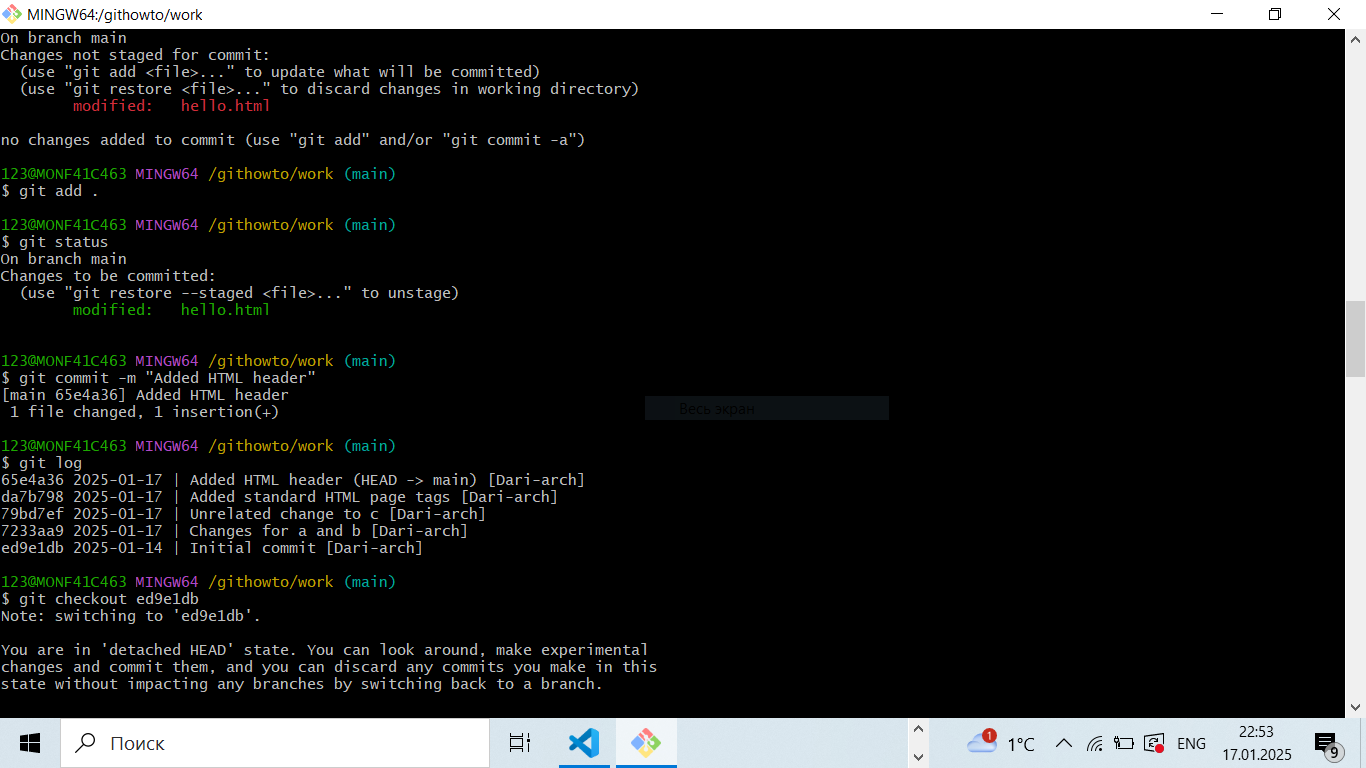 MINGW64:/githowto/work
On branch main
Changes not staged for commit:
  (use "git add <file>..." to update what will be committed)
  (use "git restore <file>..." to discard changes in working directory)
        modified:   hello.html

no changes added to commit (use "git add" and/or "git commit -a")

123@MONF41C463 MINGW64 /githowto/work (main)
$ git add .

123@MONF41C463 MINGW64 /githowto/work (main)
$ git status
On branch main
Changes to be committed:
  (use "git restore --staged <file>..." to unstage)
        modified:   hello.html


123@MONF41C463 MINGW64 /githowto/work (main)
$ git commit -m "Added HTML header"
[main 65e4a36] Added HTML header
 1 file changed, 1 insertion(+)
Весь экран

123@MONF41C463 MINGW64 /githowto/work (main)
$ git log
65e4a36 2025-01-17 | Added HTML header (HEAD -> main) [Dari-arch]
da7b798 2025-01-17 | Added standard HTML page tags [Dari-arch]
79bd7ef 2025-01-17 | Unrelated change to c [Dari-arch]
7233aa9 2025-01-17 | Changes for a and b [Dari-arch]
ed9e1db 2025-01-14 | Initial commit [Dari-arch]

123@MONF41C463 MINGW64 /githowto/work (main)
$ git checkout ed9e1db
Note: switching to 'ed9e1db'.

You are in 'detached HEAD' state. You can look around, make experimental
changes and commit them, and you can discard any commits you make in this
state without impacting any branches by switching back to a branch.

Поиск
1
1°C
ENG
22:53
17.01.2025
9